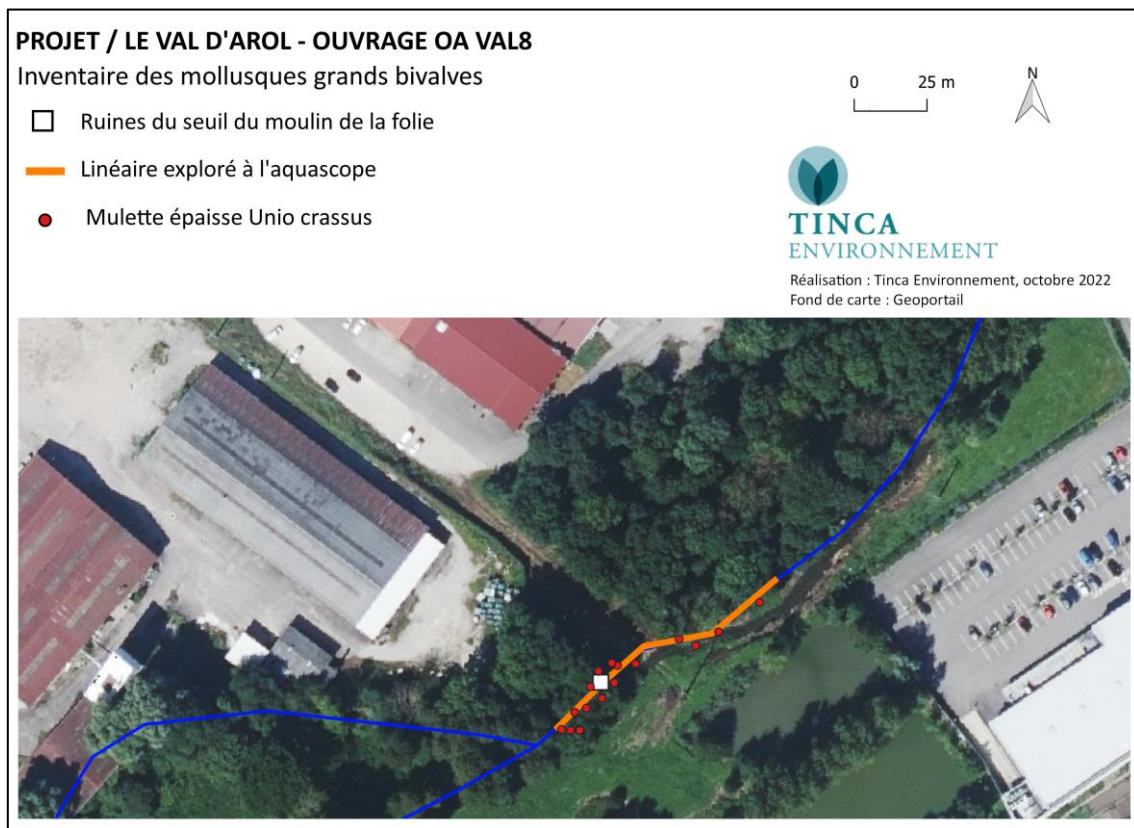 PROJET / LE VAL D'AROL - OUVRAGE OA VAL8
Inventaire des mollusques grands bivalves
Ruines du seuil du moulin de la folie
Linéaire exploré à l'aquascope
Mulette épaisse Unio crassus
0 25 m
N
TINCA
ENVIRONNEMENT
Réalisation : Tinca Environnement, octobre 2022
Fond de carte : Geoportail